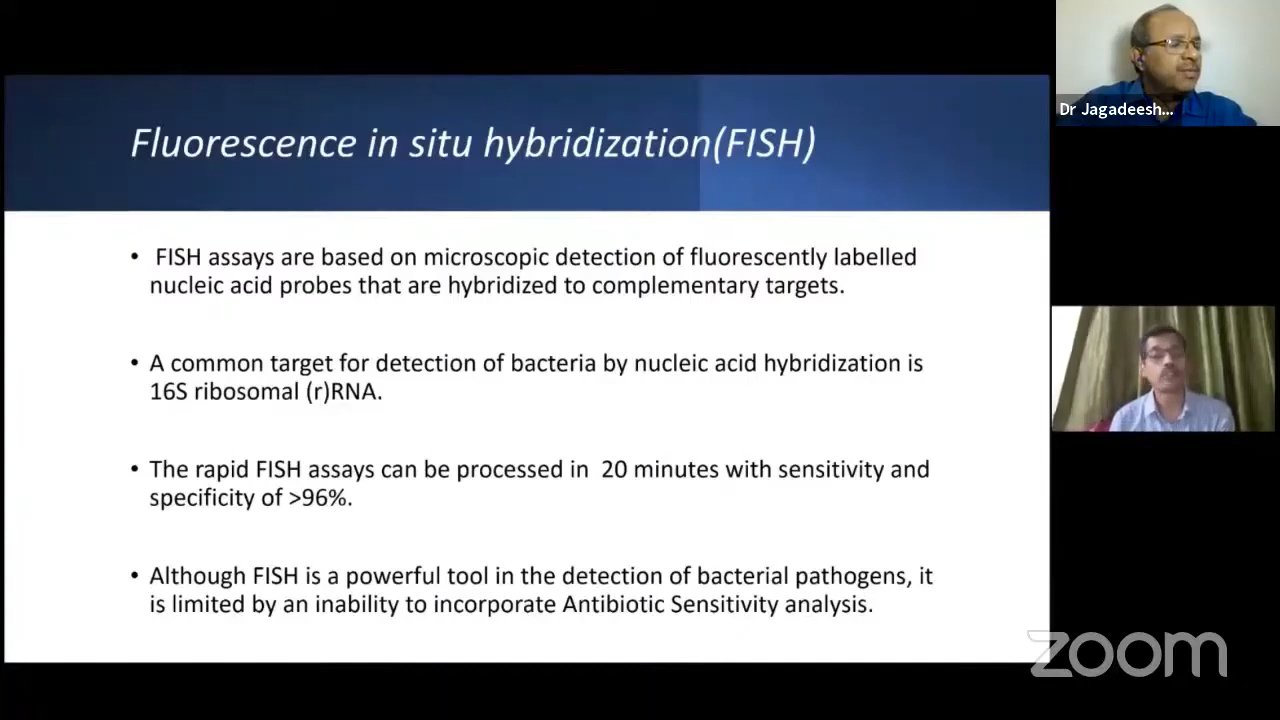 Fluorescence in situ hybridization(FISH)
• FISH assays are based on microscopic detection of fluorescently labelled
nucleic acid probes that are hybridized to complementary targets.
• A common target for detection of bacteria by nucleic acid hybridization is
16S ribosomal (r)RNA.
• The rapid FISH assays can be processed in 20 minutes with sensitivity and
specificity of >96%.
• Although FISH is a powerful tool in the detection of bacterial pathogens, it
is limited by an inability to incorporate Antibiotic Sensitivity analysis.
Dr Jagadeesh...
zoom